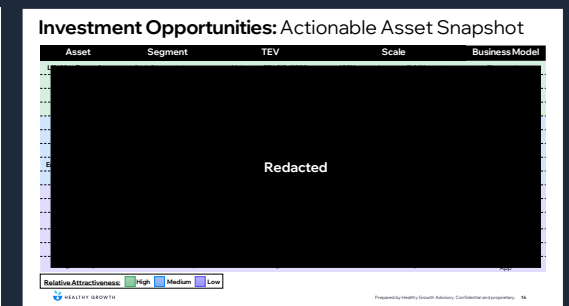 Investment Opportunities: Actionable Asset Snapshot
Asset Segment TEV Scale Business Model
Redacted
App
Relative Attractiveness: High Medium Low
HEALTHY GROWTH
Prepared by Healthy Growth Advisory. Confidential and proprietary. 16